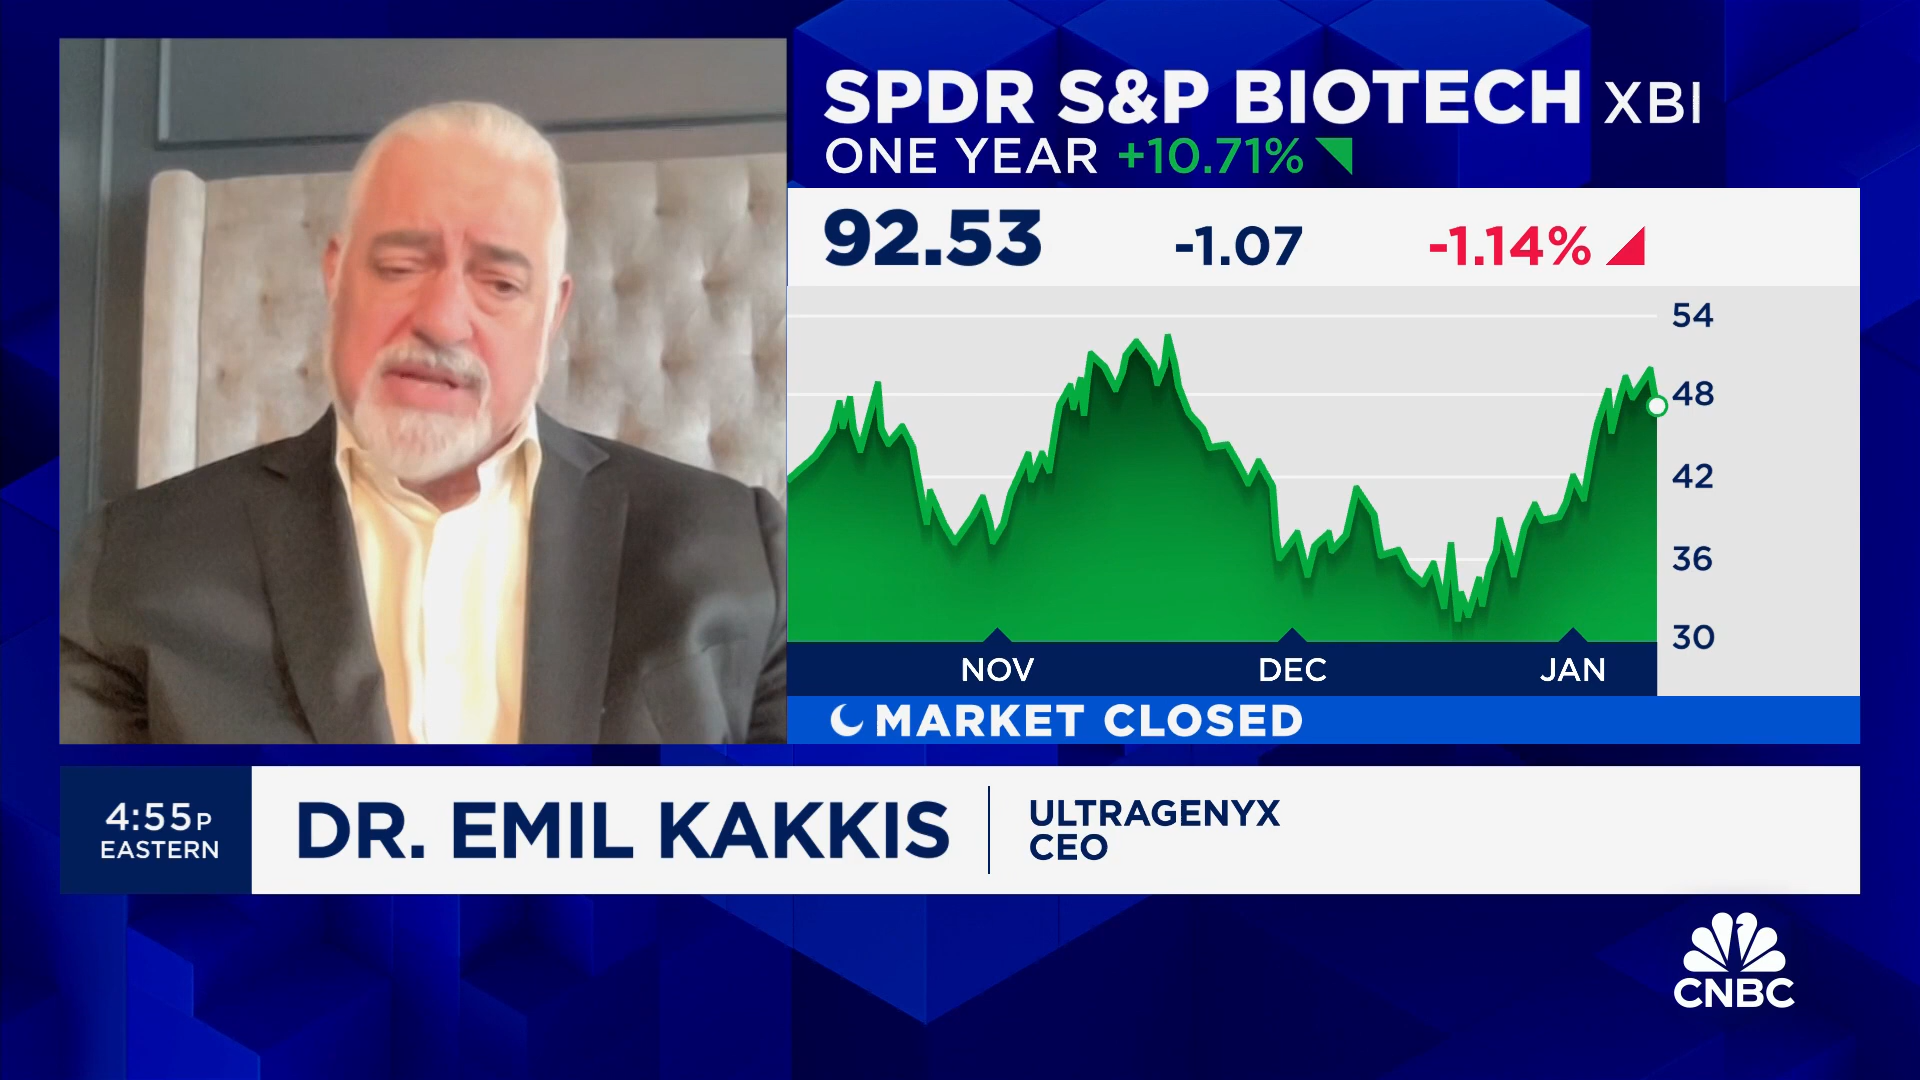 SPDR S&P BIOTECH XBI
ONE YEAR +10.71%
92.53 -1.07 -1.14%
54
48
42
36
30
NOV DEC JAN
MARKET CLOSED
4:55P
EASTERN
DR. EMIL KAKKIS
ULTRAGENYX
CEO
CNBC